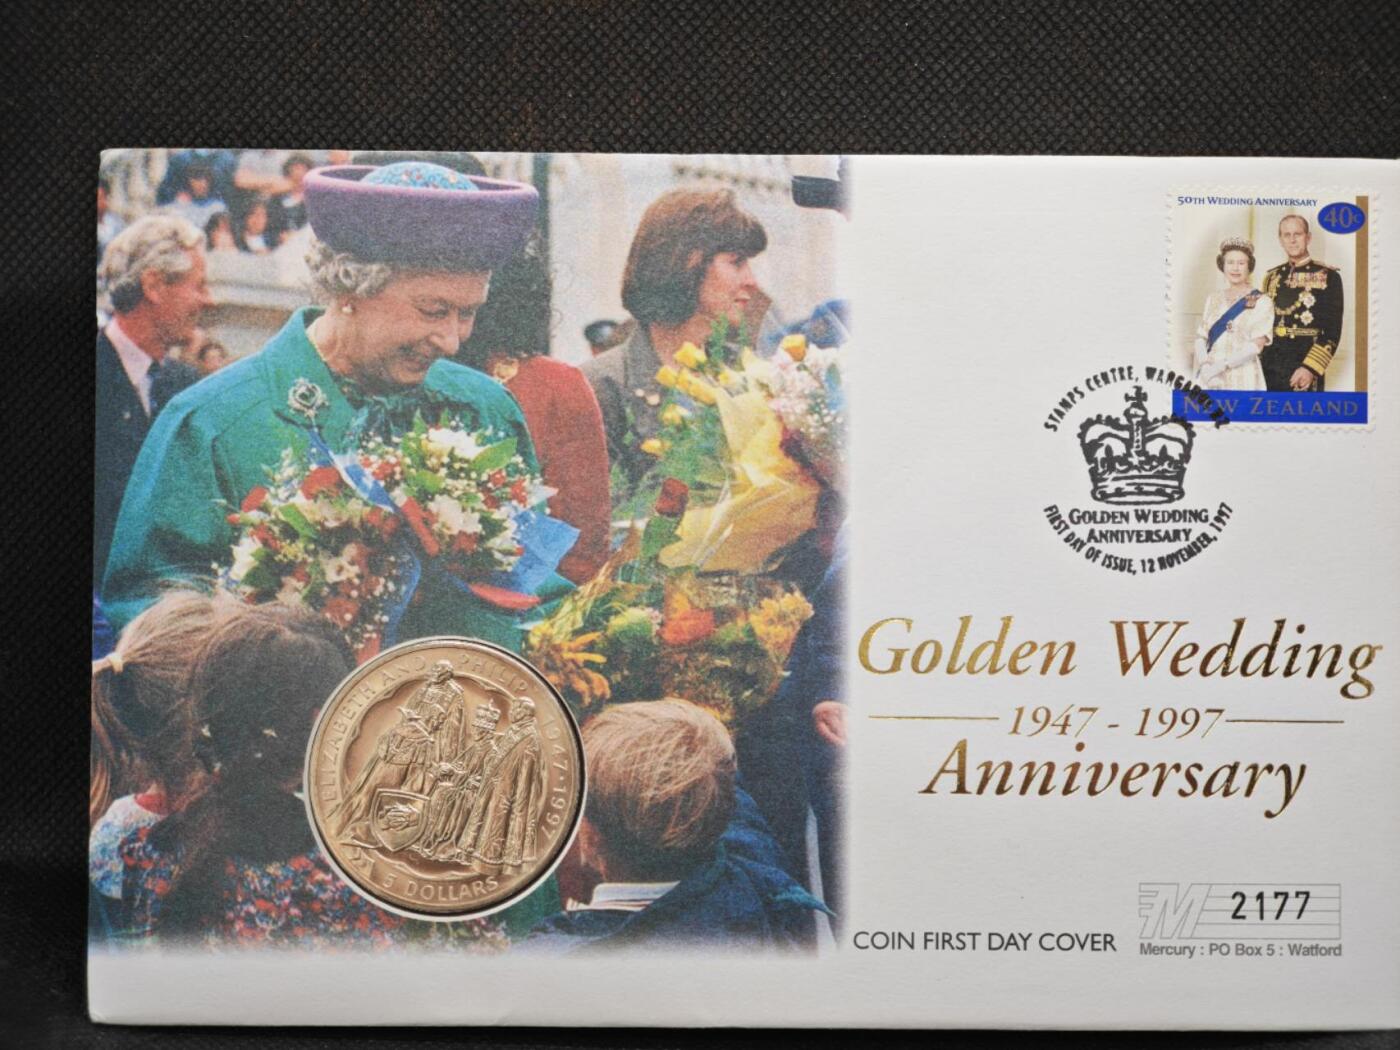 50TH WEDDING ANNIVERSARY
40c
NEW ZEALAND
STAMPS CENTRE,
GOLDEN WEDDING
ANNIVERSARY
FIRST DAY OF ISSUE, 12 NOVEMBER, 1997
Golden Wedding
1947 - 1997
Anniversary
ELIZABETH AND PHILIP 1947·1997
5 DOLLARS
COIN FIRST DAY COVER
M
2177
Mercury : PO Box 5 : Watford